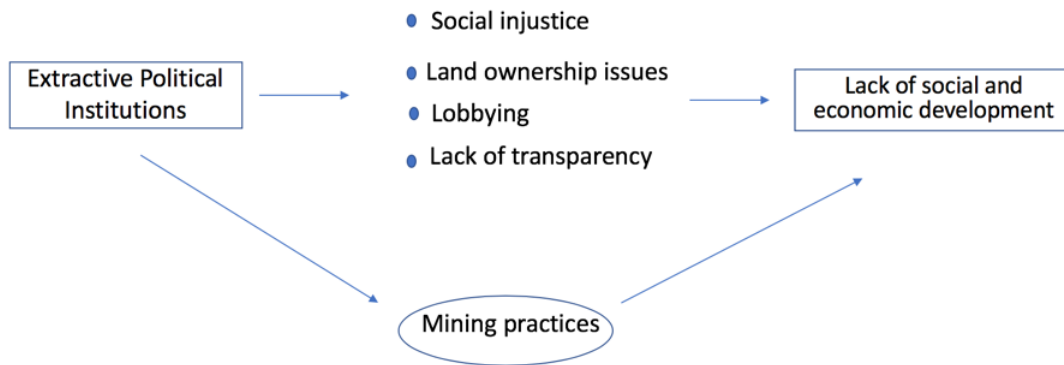 Extractive Political
Institutions
Social injustice
Land ownership issues
Lobbying
Lack of transparency
Lack of social and
economic development
Mining practices